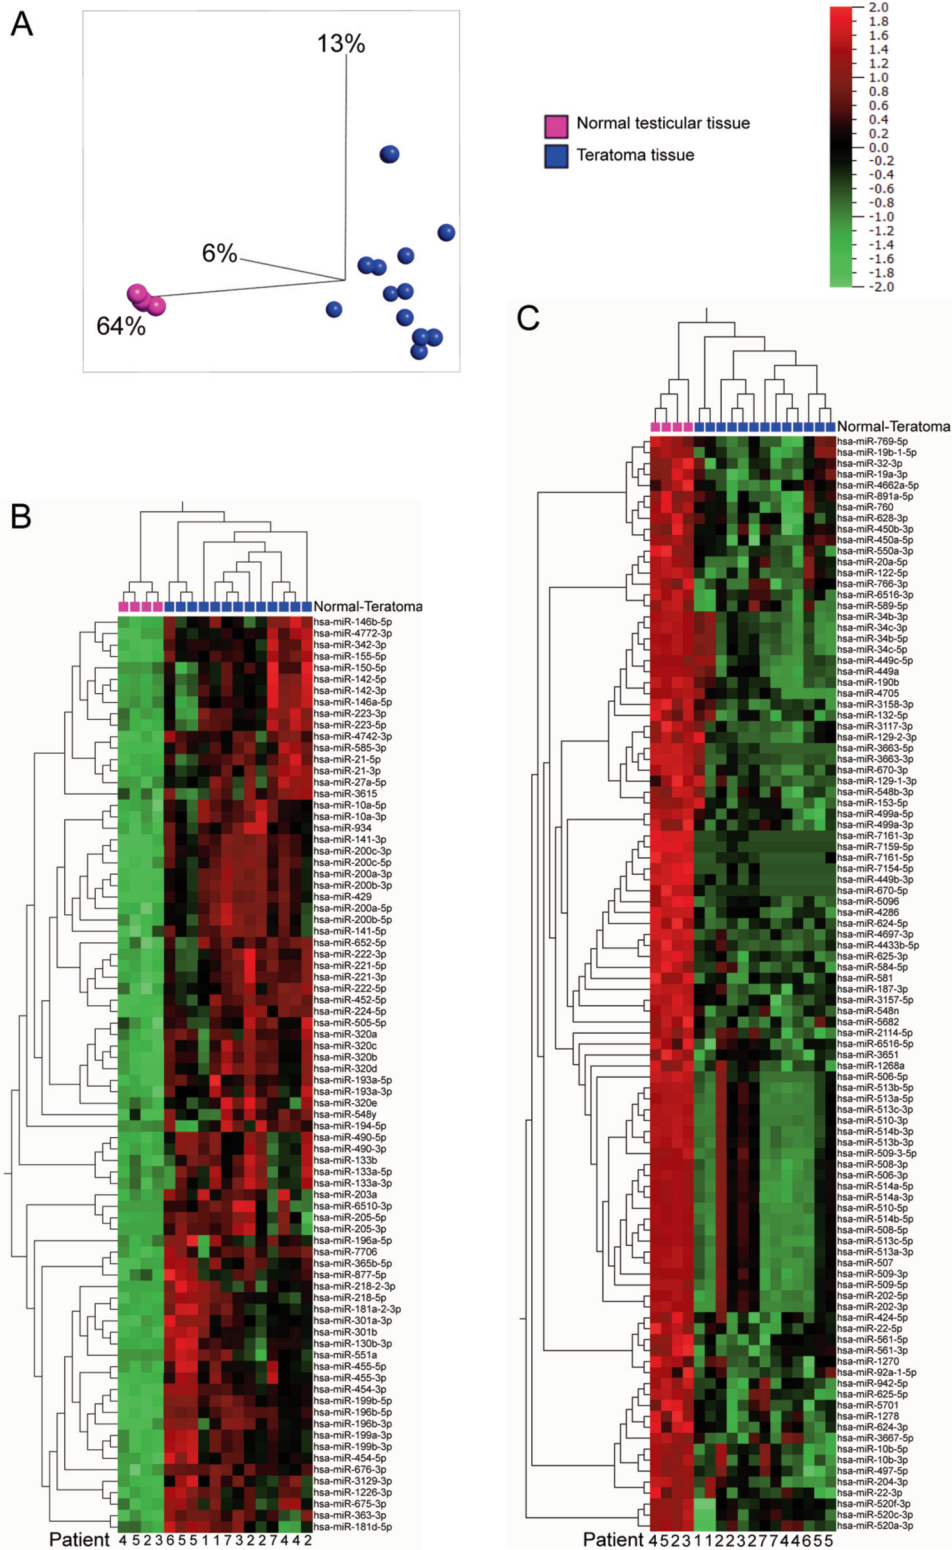 A
13%
6%
64%
Normal testicular tissue
Teratoma tissue
2.0
1.8
1.6
1.4
1.2
1.0
0.8
0.6
0.4
0.2
0.0
-0.2
-0.4
-0.6
-0.8
-1.0
-1.2
-1.4
-1.6
-1.8
-2.0
B
Normal-Teratoma
hsa-miR-146b-5p
hsa-miR-4772-3p
hsa-miR-342-3p
hsa-miR-155-5p
hsa-miR-150-5p
hsa-miR-142-5p
hsa-miR-142-3p
hsa-miR-146a-5p
hsa-miR-223-3p
hsa-miR-223-5p
hsa-miR-4742-3p
hsa-miR-585-3p
hsa-miR-21-5p
hsa-miR-21-3p
hsa-miR-27a-5p
hsa-miR-3615
hsa-miR-10a-5p
hsa-miR-10a-3p
hsa-miR-934
hsa-miR-141-3p
hsa-miR-200c-3p
hsa-miR-200c-5p
hsa-miR-200a-3p
hsa-miR-200b-3p
hsa-miR-429
hsa-miR-200a-5p
hsa-miR-200b-5p
hsa-miR-141-5p
hsa-miR-652-5p
hsa-miR-222-3p
hsa-miR-221-5p
hsa-miR-221-3p
hsa-miR-222-5p
hsa-miR-452-5p
hsa-miR-224-5p
hsa-miR-505-5p
hsa-miR-320a
hsa-miR-320c
hsa-miR-320b
hsa-miR-320d
hsa-miR-193a-5p
hsa-miR-193a-3p
hsa-miR-320e
hsa-miR-548y
hsa-miR-194-5p
hsa-miR-490-5p
hsa-miR-490-3p
hsa-miR-133b
hsa-miR-133a-5p
hsa-miR-133a-3p
hsa-miR-203a
hsa-miR-6510-3p
hsa-miR-205-5p
hsa-miR-205-3p
hsa-miR-196a-5p
hsa-miR-7706
hsa-miR-365b-5p
hsa-miR-877-5p
hsa-miR-218-2-3p
hsa-miR-218-5p
hsa-miR-181a-2-3p
hsa-miR-301a-3p
hsa-miR-301b
hsa-miR-130b-3p
hsa-miR-551a
hsa-miR-455-5p
hsa-miR-455-3p
hsa-miR-454-3p
hsa-miR-199b-5p
hsa-miR-196b-5p
hsa-miR-196b-3p
hsa-miR-199a-3p
hsa-miR-199b-3p
hsa-miR-454-5p
hsa-miR-676-3p
hsa-miR-3129-3p
hsa-miR-1226-3p
hsa-miR-675-3p
hsa-miR-363-3p
hsa-miR-181d-5p
Patient 4 5 2 3 6 5 5 1 1 7 3 2 2 7 4 4 2
C
Normal-Teratoma
hsa-miR-769-5p
hsa-miR-19b-1-5p
hsa-miR-32-3p
hsa-miR-19a-3p
hsa-miR-4662a-5p
hsa-miR-891a-5p
hsa-miR-760
hsa-miR-628-3p
hsa-miR-450b-3p
hsa-miR-450a-5p
hsa-miR-550a-3p
hsa-miR-20a-5p
hsa-miR-122-5p
hsa-miR-766-3p
hsa-miR-6516-3p
hsa-miR-589-5p
hsa-miR-34b-3p
hsa-miR-34c-3p
hsa-miR-34b-5p
hsa-miR-34c-5p
hsa-miR-449c-5p
hsa-miR-449a
hsa-miR-190b
hsa-miR-4705
hsa-miR-3158-3p
hsa-miR-132-5p
hsa-miR-3117-3p
hsa-miR-129-2-3p
hsa-miR-3663-5p
hsa-miR-3663-3p
hsa-miR-670-3p
hsa-miR-129-1-3p
hsa-miR-548b-3p
hsa-miR-153-5p
hsa-miR-499a-5p
hsa-miR-499a-3p
hsa-miR-7161-3p
hsa-miR-7159-5p
hsa-miR-7161-5p
hsa-miR-7154-5p
hsa-miR-449b-3p
hsa-miR-670-5p
hsa-miR-5096
hsa-miR-4286
hsa-miR-624-5p
hsa-miR-4697-3p
hsa-miR-4433b-5p
hsa-miR-625-3p
hsa-miR-584-5p
hsa-miR-581
hsa-miR-187-3p
hsa-miR-3157-5p
hsa-miR-548n
hsa-miR-5682
hsa-miR-2114-5p
hsa-miR-6516-5p
hsa-miR-3651
hsa-miR-1268a
hsa-miR-506-5p
hsa-miR-513b-5p
hsa-miR-513a-5p
hsa-miR-513c-3p
hsa-miR-510-3p
hsa-miR-514b-3p
hsa-miR-513b-3p
hsa-miR-509-3-5p
hsa-miR-508-3p
hsa-miR-506-3p
hsa-miR-514a-5p
hsa-miR-514a-3p
hsa-miR-510-5p
hsa-miR-514b-5p
hsa-miR-508-5p
hsa-miR-513c-5p
hsa-miR-513a-3p
hsa-miR-507
hsa-miR-509-3p
hsa-miR-509-5p
hsa-miR-202-5p
hsa-miR-202-3p
hsa-miR-424-5p
hsa-miR-22-5p
hsa-miR-561-5p
hsa-miR-561-3p
hsa-miR-1270
hsa-miR-92a-1-5p
hsa-miR-942-5p
hsa-miR-625-5p
hsa-miR-5701
hsa-miR-1278
hsa-miR-624-3p
hsa-miR-3667-5p
hsa-miR-10b-5p
hsa-miR-10b-3p
hsa-miR-497-5p
hsa-miR-204-3p
hsa-miR-22-3p
hsa-miR-520f-3p
hsa-miR-520c-3p
hsa-miR-520a-3p
Patient 4 5 2 3 1 1 2 2 3 2 7 7 4 4 6 5 5